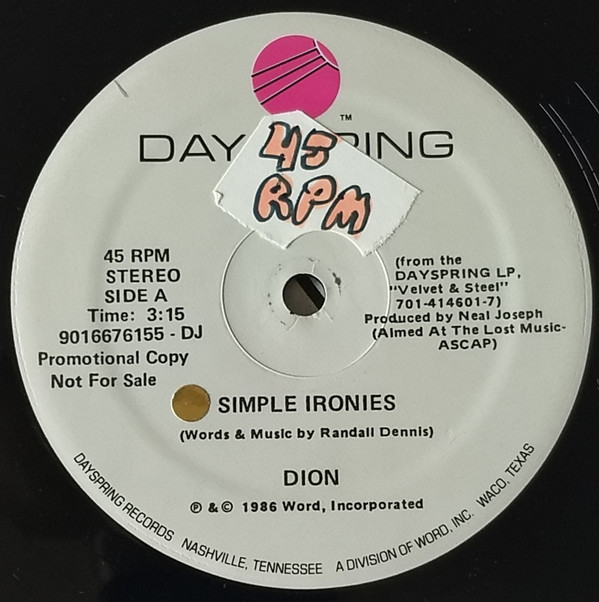 DAYSPRING
TM
45
RPM
45 RPM
STEREO
SIDE A
Time: 3:15
9016676155 - DJ
Promotional Copy
Not For Sale
(from the
DAYSPRING LP,
"Velvet & Steel"
701-414601-7)
Produced by Neal Joseph
(Aimed At The Lost Music-
ASCAP)
SIMPLE IRONIES
(Words & Music by Randall Dennis)
DION
℗ & © 1986 Word, Incorporated
DAYSPRING RECORDS NASHVILLE, TENNESSEE A DIVISION OF WORD, INC. WACO, TEXAS